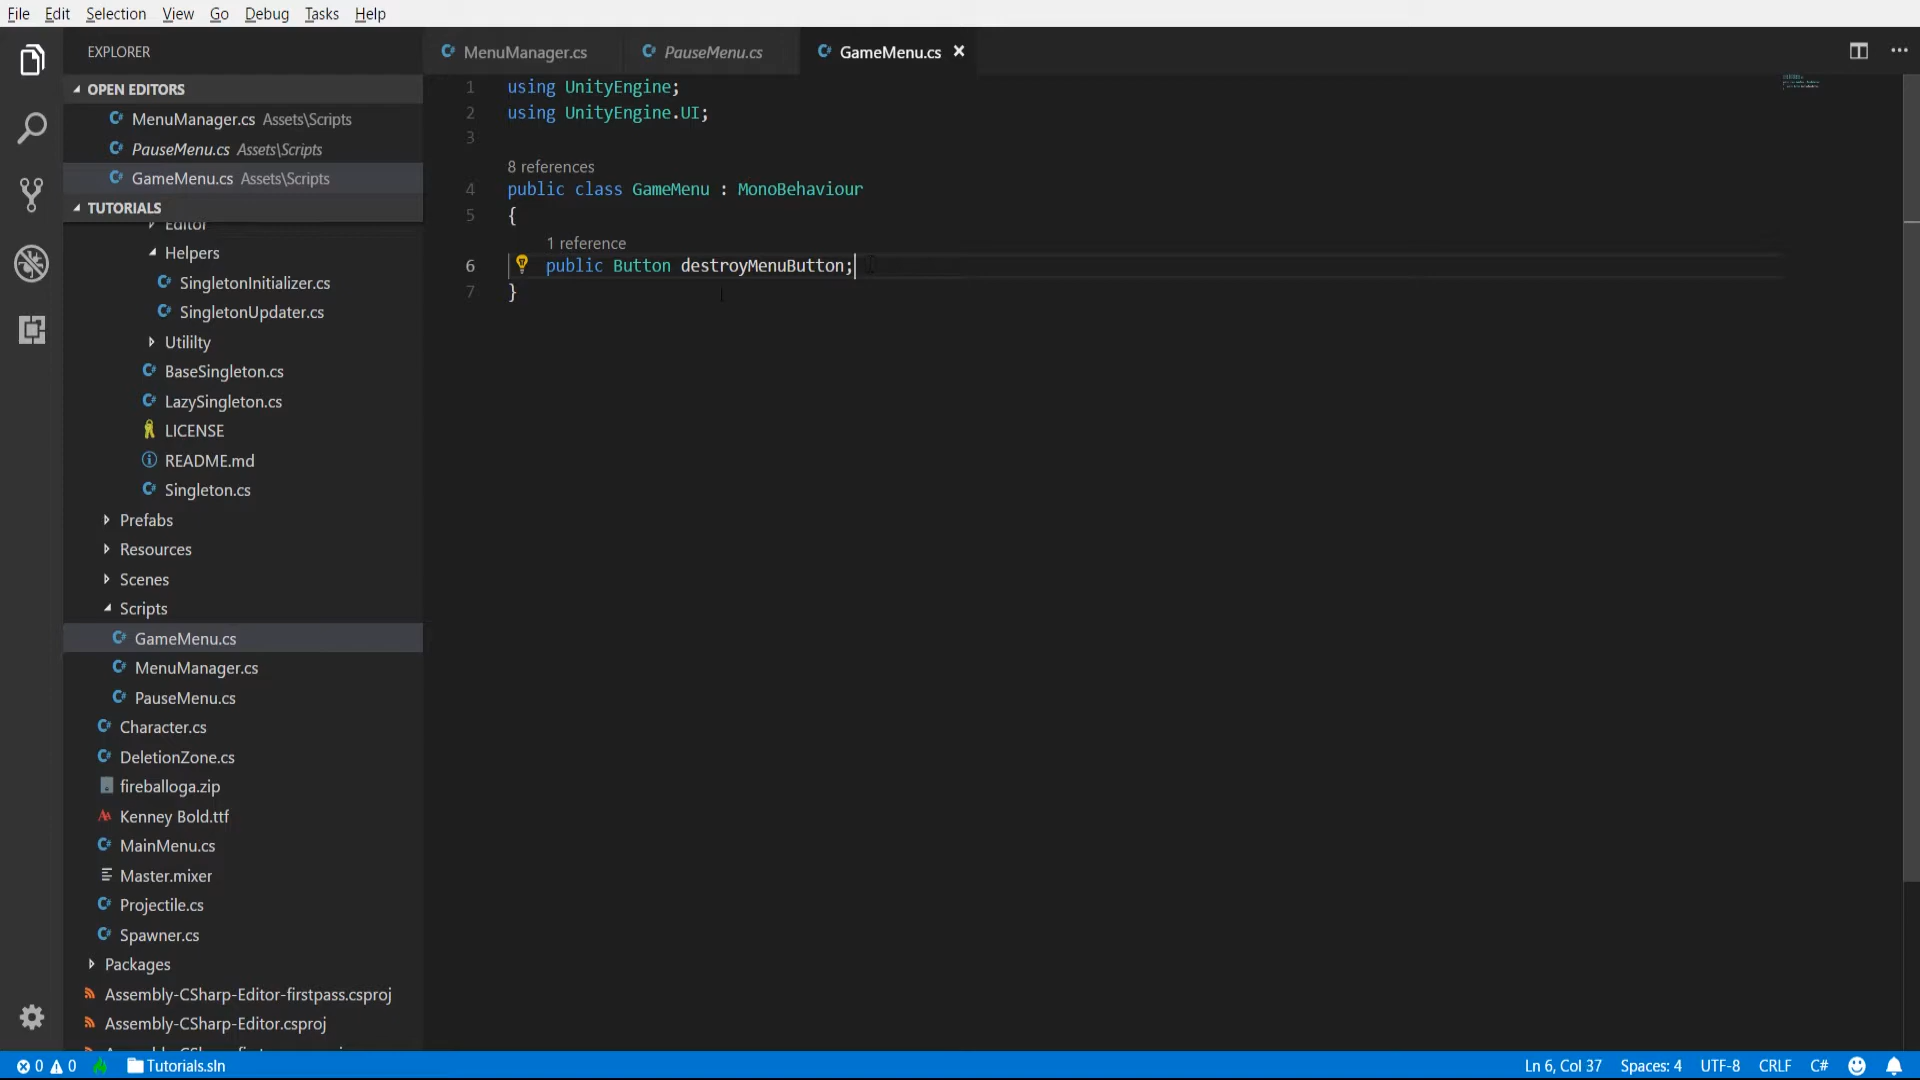 File Edit Selection View Go Debug Tasks Help
EXPLORER
OPEN EDITORS
MenuManager.cs Assets\Scripts
PauseMenu.cs Assets\Scripts
GameMenu.cs Assets\Scripts
TUTORIALS
Editor
Helpers
SingletonInitializer.cs
SingletonUpdater.cs
Utililty
BaseSingleton.cs
LazySingleton.cs
LICENSE
README.md
Singleton.cs
Prefabs
Resources
Scenes
Scripts
GameMenu.cs
MenuManager.cs
PauseMenu.cs
Character.cs
DeletionZone.cs
fireballoga.zip
Kenney Bold.ttf
MainMenu.cs
Master.mixer
Projectile.cs
Spawner.cs
Packages
Assembly-CSharp-Editor-firstpass.csproj
Assembly-CSharp-Editor.csproj
MenuManager.cs PauseMenu.cs GameMenu.cs
1 using UnityEngine;
2 using UnityEngine.UI;
3
8 references
4 public class GameMenu : MonoBehaviour
5 {
1 reference
6 public Button destroyMenuButton;
7 }
0 0 Tutorials.sln Ln 6, Col 37 Spaces: 4 UTF-8 CRLF C#